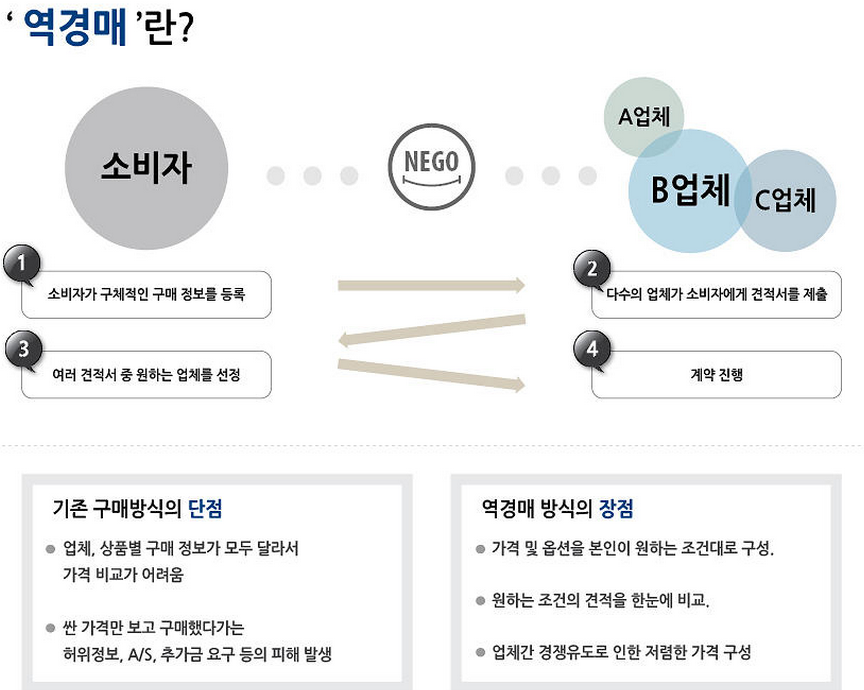 ‘ 역경매 ’란?
소비자
NEGO
A업체
B업체
C업체
1
소비자가 구체적인 구매 정보를 등록
2
다수의 업체가 소비자에게 견적서를 제출
3
여러 견적서 중 원하는 업체를 선정
4
계약 진행
기존 구매방식의 단점
업체, 상품별 구매 정보가 모두 달라서
가격 비교가 어려움
싼 가격만 보고 구매했다가는
허위정보, A/S, 추가금 요구 등의 피해 발생
역경매 방식의 장점
가격 및 옵션을 본인이 원하는 조건대로 구성.
원하는 조건의 견적을 한눈에 비교.
업체간 경쟁유도로 인한 저렴한 가격 구성